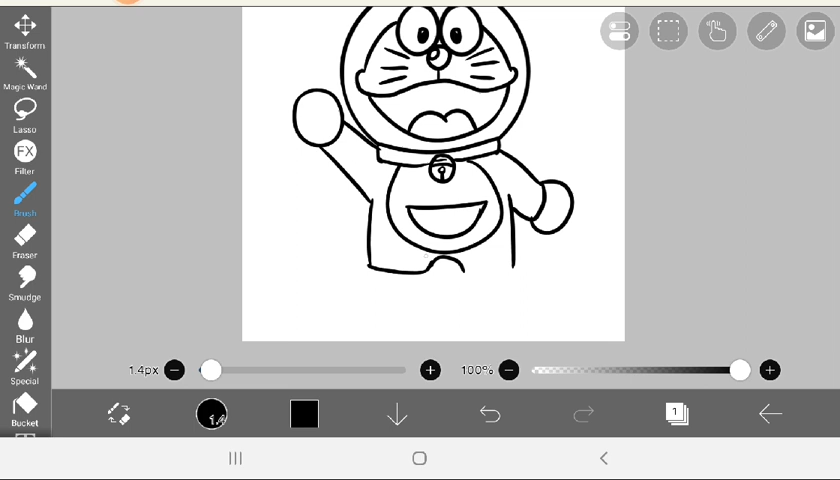 Transform
Magic Wand
Lasso
FX
Filter
Brush
Eraser
Smudge
Blur
Special
Bucket
1.4px
100%
1